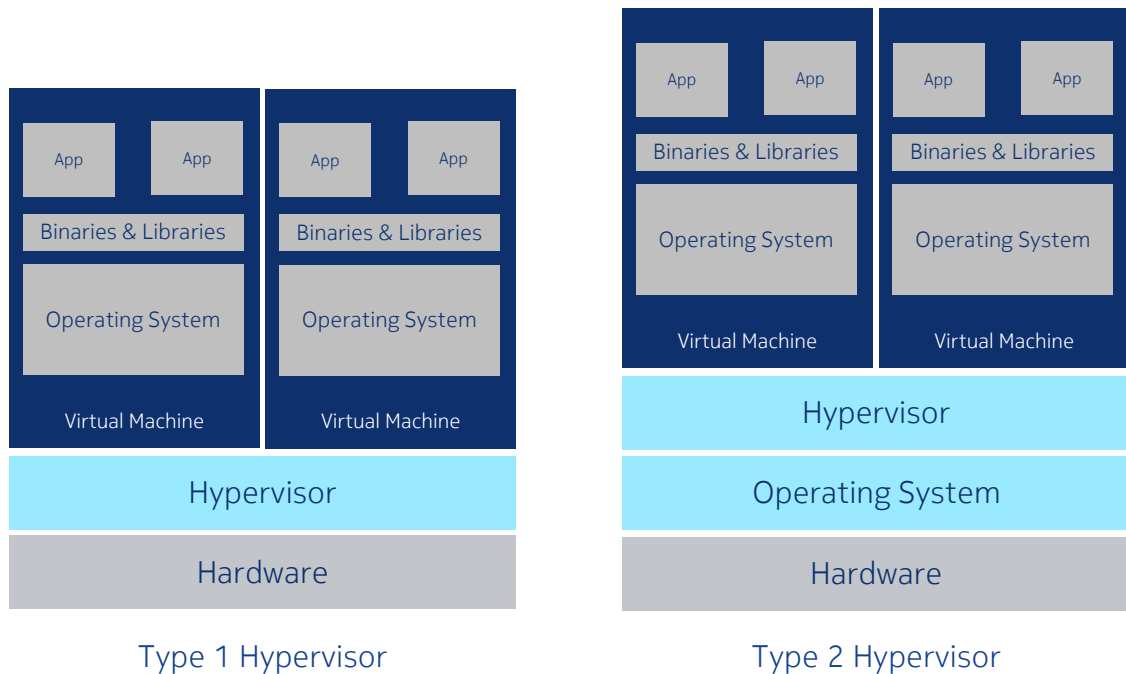 App
App
Binaries & Libraries
Operating System
Virtual Machine
App
App
Binaries & Libraries
Operating System
Virtual Machine
Hypervisor
Hardware
Type 1 Hypervisor
App
App
Binaries & Libraries
Operating System
Virtual Machine
App
App
Binaries & Libraries
Operating System
Virtual Machine
Hypervisor
Operating System
Hardware
Type 2 Hypervisor